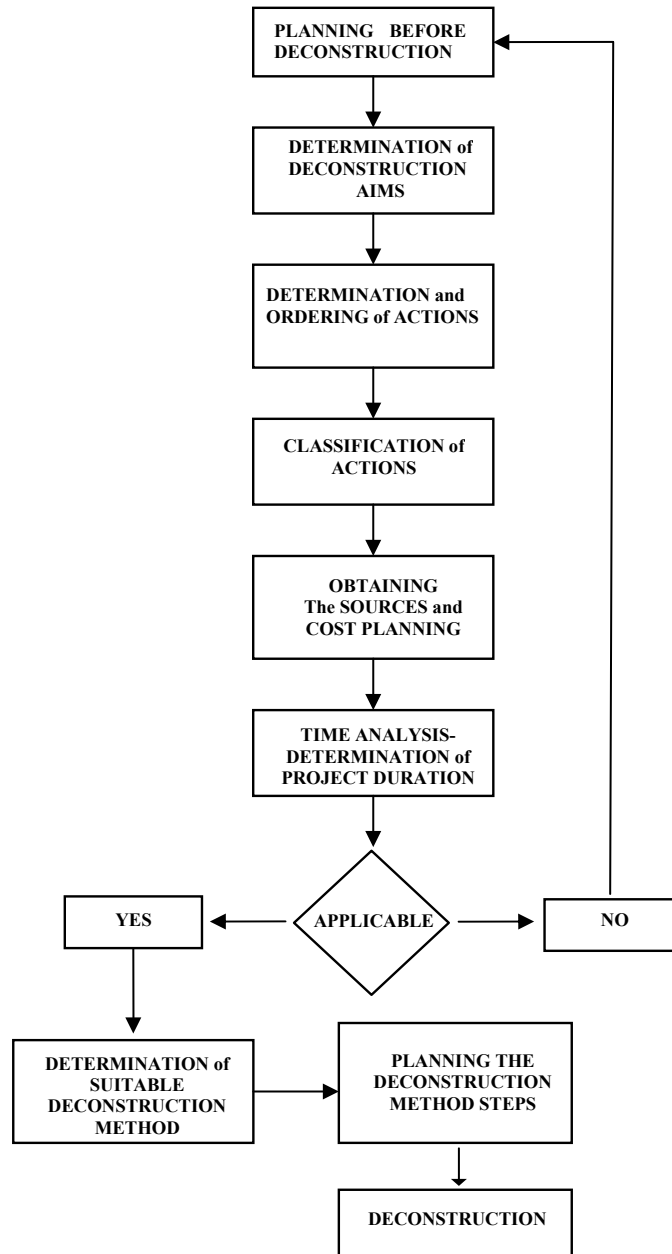 PLANNING BEFORE
DECONSTRUCTION
DETERMINATION of
DECONSTRUCTION
AIMS
DETERMINATION and
ORDERING of ACTIONS
CLASSIFICATION of
ACTIONS
OBTAINING
The SOURCES and
COST PLANNING
TIME ANALYSIS-
DETERMINATION of
PROJECT DURATION
YES
APPLICABLE
NO
DETERMINATION of
SUITABLE
DECONSTRUCTION
METHOD
PLANNING THE
DECONSTRUCTION
METHOD STEPS
DECONSTRUCTION